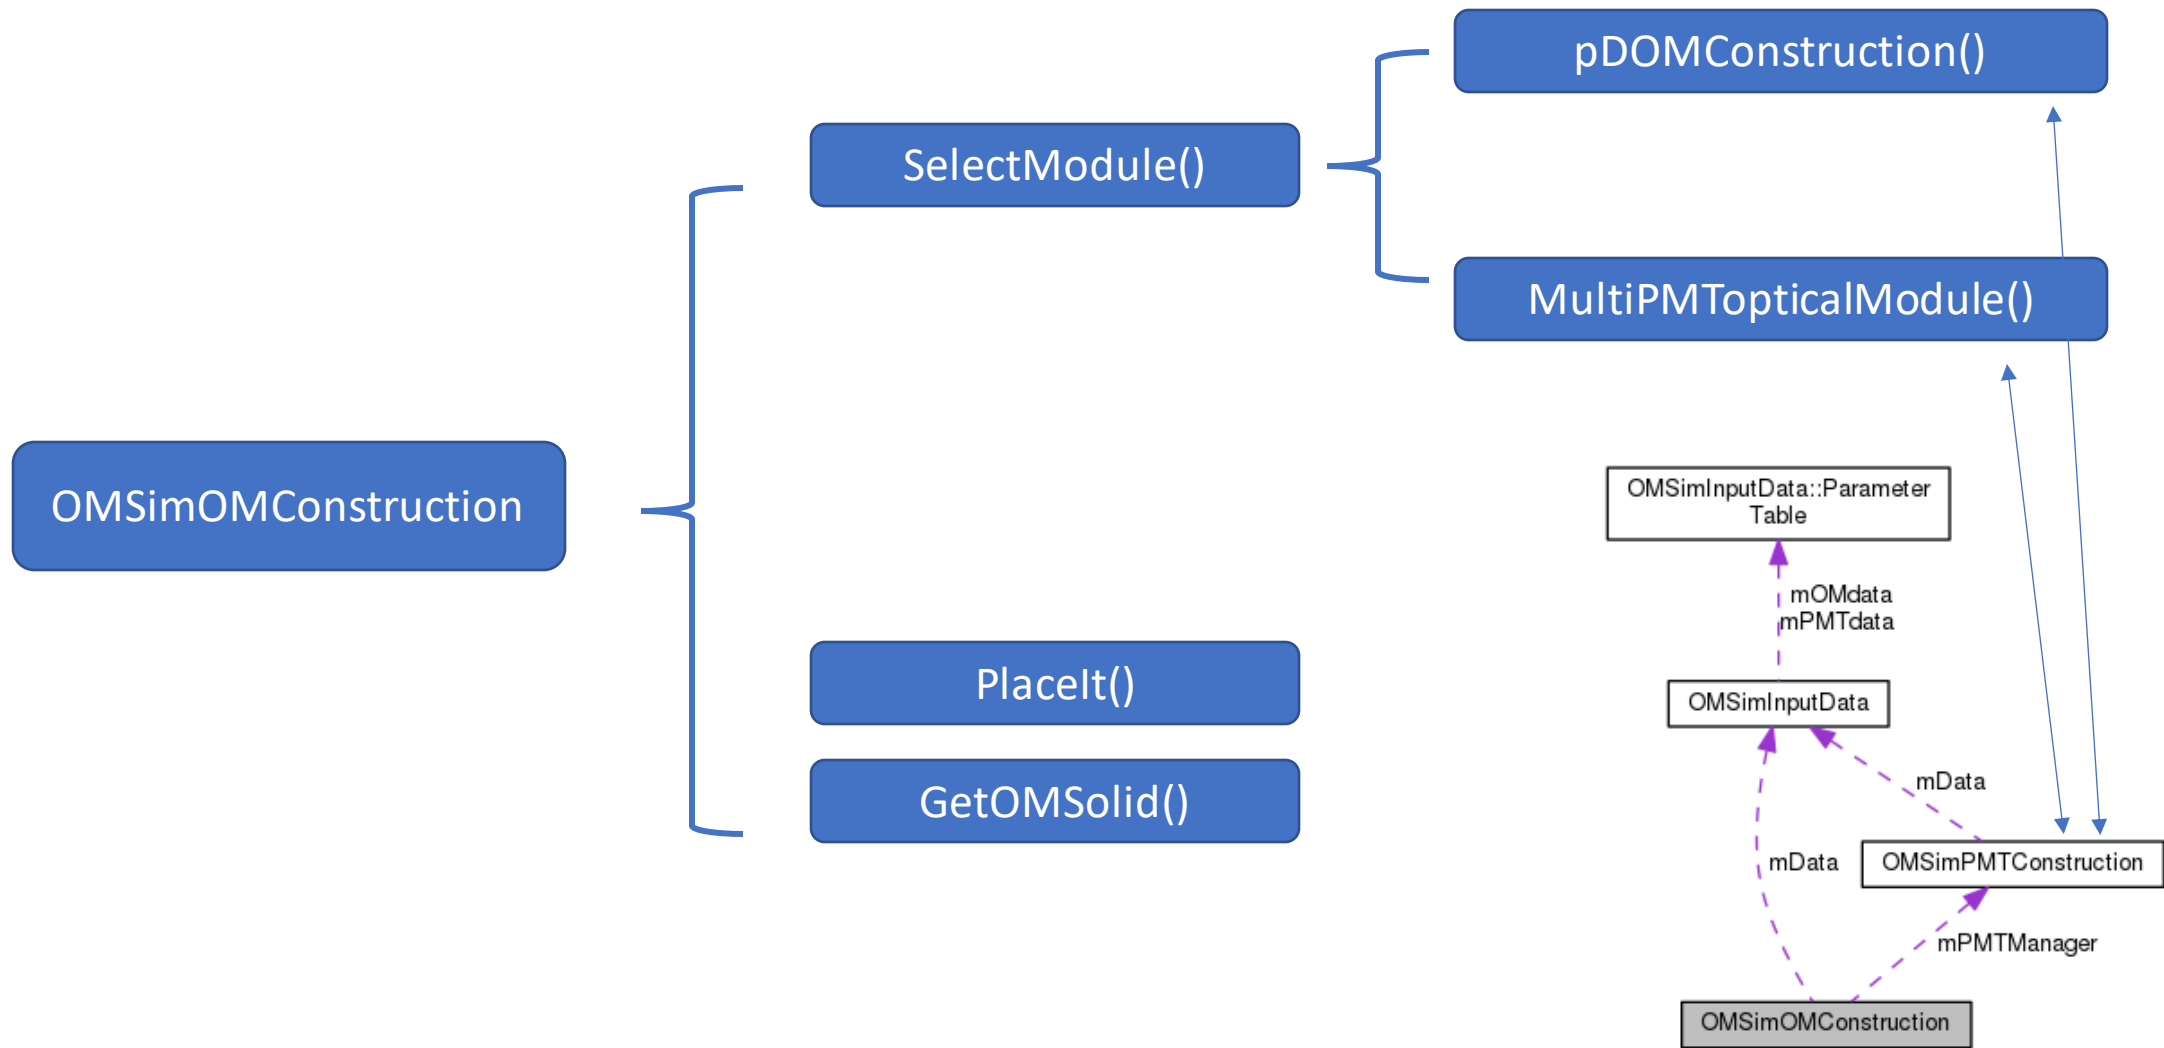 pDOMConstruction()
SelectModule()
MultiPMTopticalModule()
OMSimOMConstruction
PlaceIt()
GetOMSolid()
OMSimInputData::Parameter
Table
mOMdata
mPMTdata
OMSimInputData
mData
mData
OMSimPMTConstruction
mPMTManager
OMSimOMConstruction